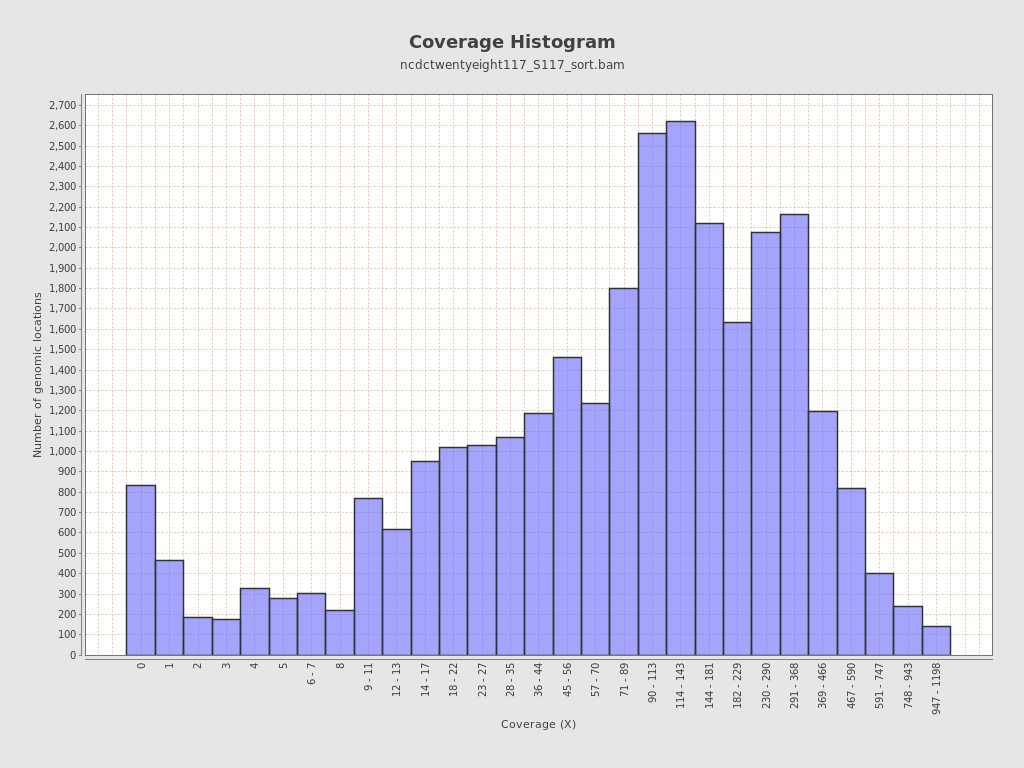 Coverage Histogram
ncdctwentyeight117_S117_sort.bam
Number of genomic locations
2,700
2,600
2,500
2,400
2,300
2,200
2,100
2,000
1,900
1,800
1,700
1,600
1,500
1,400
1,300
1,200
1,100
1,000
900
800
700
600
500
400
300
200
100
0
0
1
2
3
4
5
6 - 7
8
9 - 11
12 - 13
14 - 17
18 - 22
23 - 27
28 - 35
36 - 44
45 - 56
57 - 70
71 - 89
90 - 113
114 - 143
144 - 181
182 - 229
230 - 290
291 - 368
369 - 466
467 - 590
591 - 747
748 - 943
947 - 1198
Coverage (X)